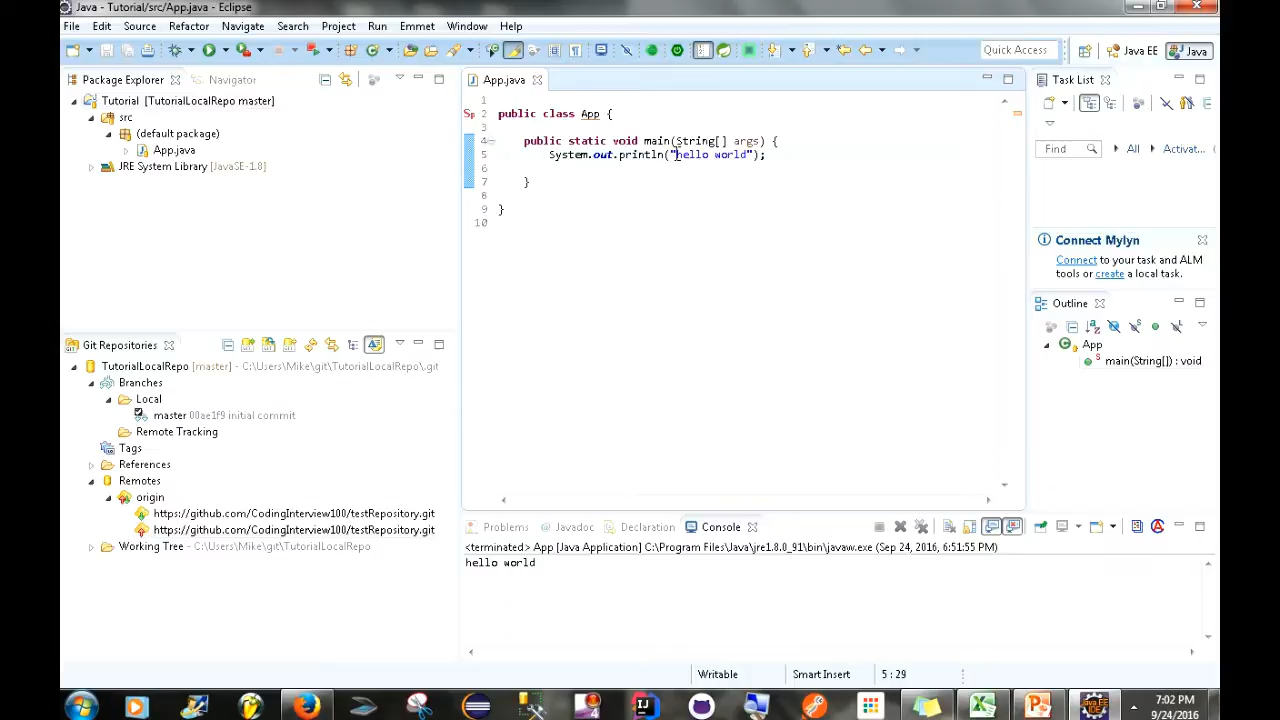 Java - Tutorial/src/App.java - Eclipse
File Edit Source Refactor Navigate Search Project Run Emmet Window Help
Quick Access
Java EE
Java
Package Explorer
Navigator
Tutorial [TutorialLocalRepo master]
src
(default package)
App.java
JRE System Library [JavaSE-1.8]
Git Repositories
TutorialLocalRepo [master] - C:\Users\Mike\git\TutorialLocalRepo\.git
Branches
Local
master 00ae1f9 initial commit
Remote Tracking
Tags
References
Remotes
origin
https://github.com/CodingInterview100/testRepository.git
https://github.com/CodingInterview100/testRepository.git
Working Tree - C:\Users\Mike\git\TutorialLocalRepo
App.java
1
2 public class App {
3
4 public static void main(String[] args) {
5 System.out.println("hello world");
6
7 }
8
9 }
10
Task List
Find
All
Activat...
Connect Mylyn
Connect to your task and ALM
tools or create a local task.
Outline
App
main(String[]) : void
Problems
Javadoc
Declaration
Console
<terminated> App [Java Application] C:\Program Files\Java\jre1.8.0_91\bin\javaw.exe (Sep 24, 2016, 6:51:55 PM)
hello world
Writable
Smart Insert
5 : 29
7:02 PM
9/24/2016